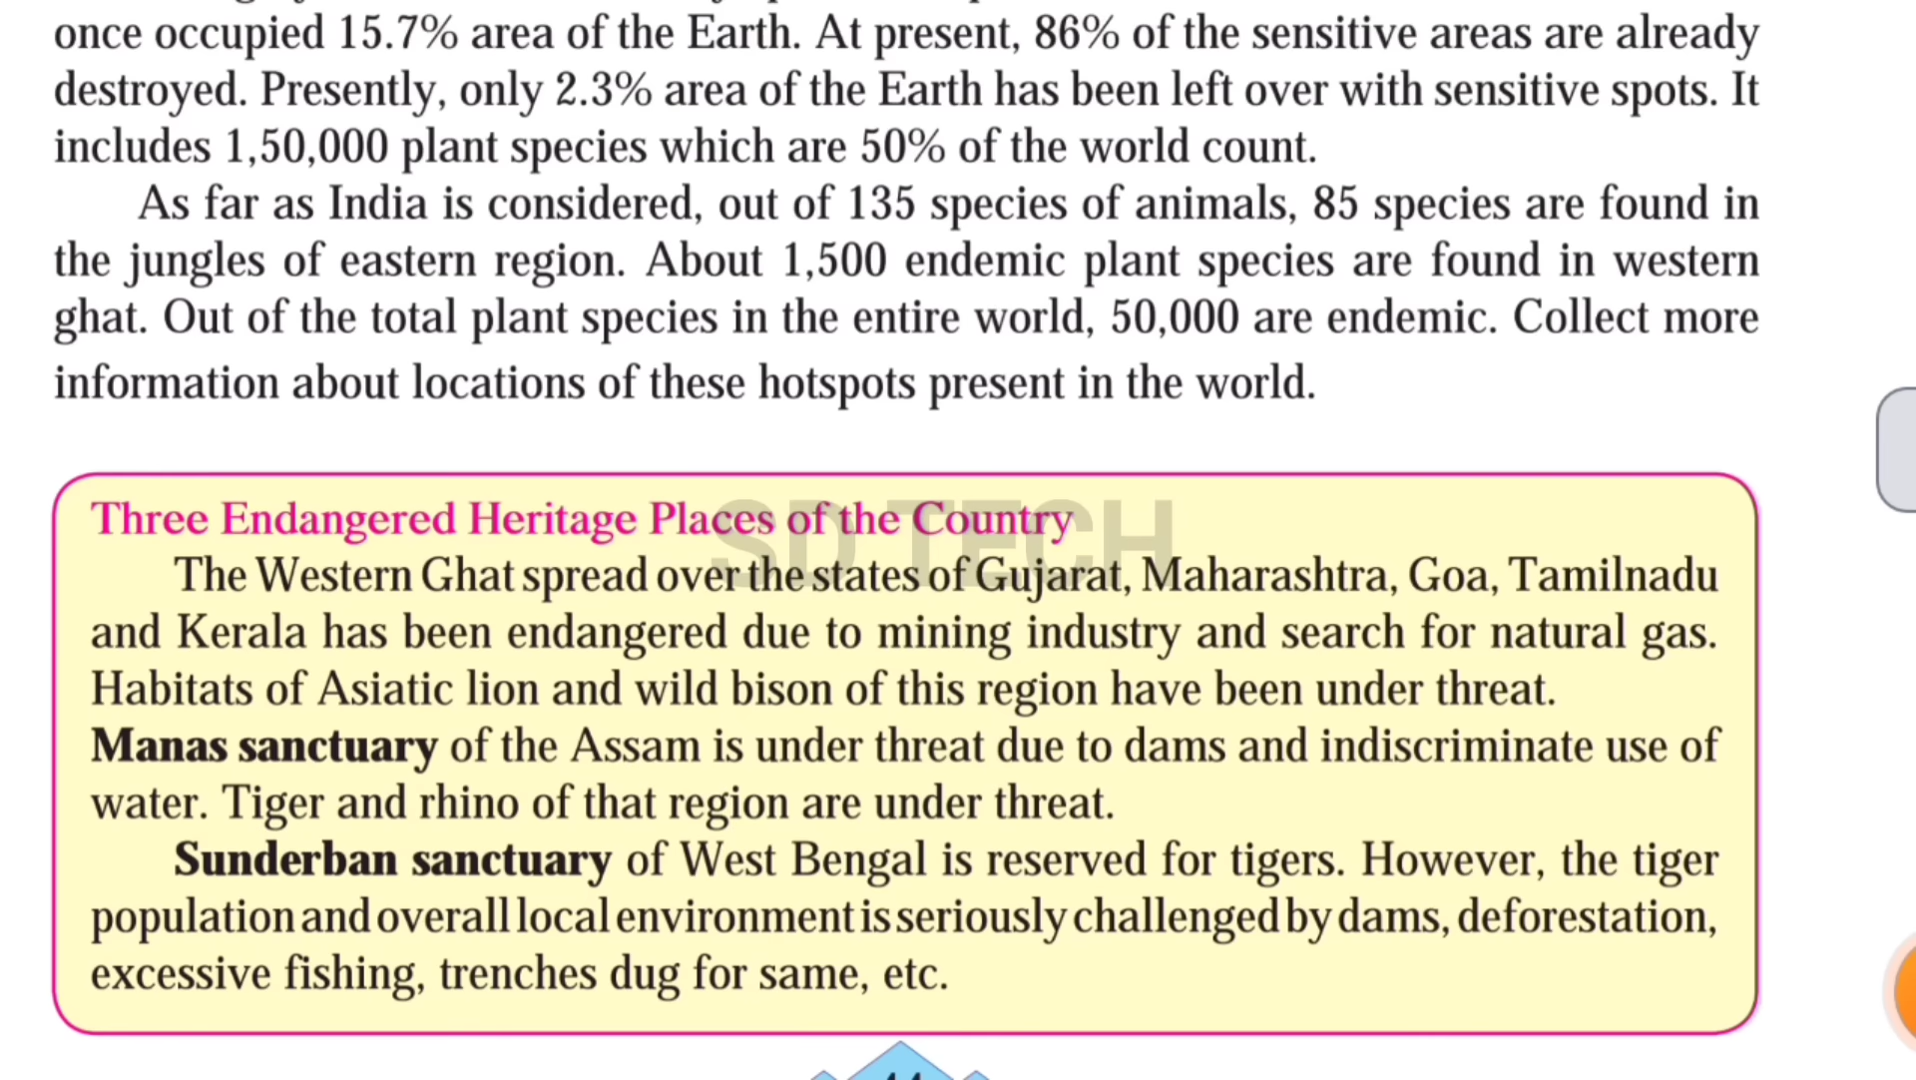 once occupied 15.7% area of the Earth. At present, 86% of the sensitive areas are already
destroyed. Presently, only 2.3% area of the Earth has been left over with sensitive spots. It
includes 1,50,000 plant species which are 50% of the world count.
As far as India is considered, out of 135 species of animals, 85 species are found in
the jungles of eastern region. About 1,500 endemic plant species are found in western
ghat. Out of the total plant species in the entire world, 50,000 are endemic. Collect more
information about locations of these hotspots present in the world.
Three Endangered Heritage Places of the Country
SD TECH
The Western Ghat spread over the states of Gujarat, Maharashtra, Goa, Tamilnadu
and Kerala has been endangered due to mining industry and search for natural gas.
Habitats of Asiatic lion and wild bison of this region have been under threat.
Manas sanctuary of the Assam is under threat due to dams and indiscriminate use of
water. Tiger and rhino of that region are under threat.
Sunderban sanctuary of West Bengal is reserved for tigers. However, the tiger
population and overall local environment is seriously challenged by dams, deforestation,
excessive fishing, trenches dug for same, etc.